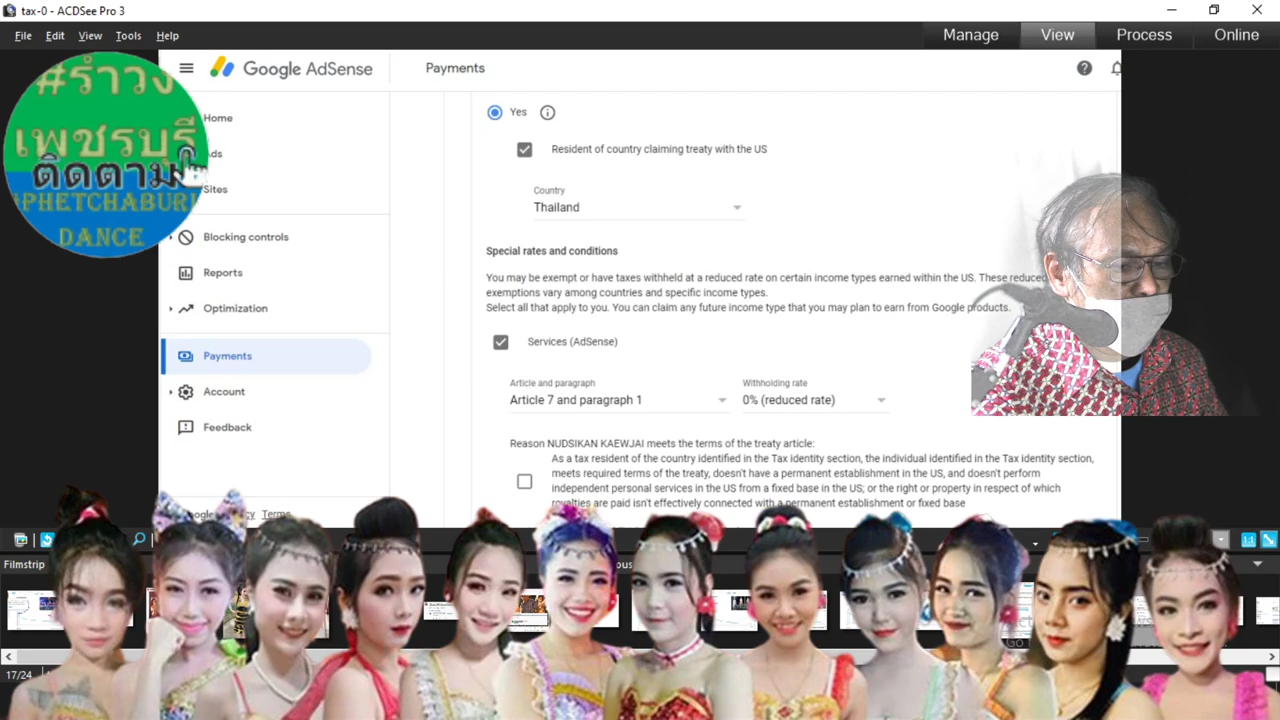 tax-0 - ACDSee Pro 3
File Edit View Tools Help
Manage View Process Online
#รำวง
เพชรบุรี
ติดตาม
PHETCHABURI
DANCE
Google AdSense
Payments
Home
Ads
Sites
Blocking controls
Reports
Optimization
Payments
Account
Feedback
Terms
Yes
Resident of country claiming treaty with the US
Country
Thailand
Special rates and conditions
You may be exempt or have taxes withheld at a reduced rate on certain income types earned within the US. These reduced
exemptions vary among countries and specific income types.
Select all that apply to you. You can claim any future income type that you may plan to earn from Google products.
Services (AdSense)
Article and paragraph
Article 7 and paragraph 1
Withholding rate
0% (reduced rate)
Reason NUDSIKAN KAEWJAI meets the terms of the treaty article:
As a tax resident of the country identified in the Tax identity section, the individual identified in the Tax identity section,
meets required terms of the treaty, doesn't have a permanent establishment in the US, and doesn't perform
independent personal services in the US from a fixed base in the US; or the right or property in respect of which
royalties are paid isn't effectively connected with a permanent establishment or fixed base
Filmstrip
17/24